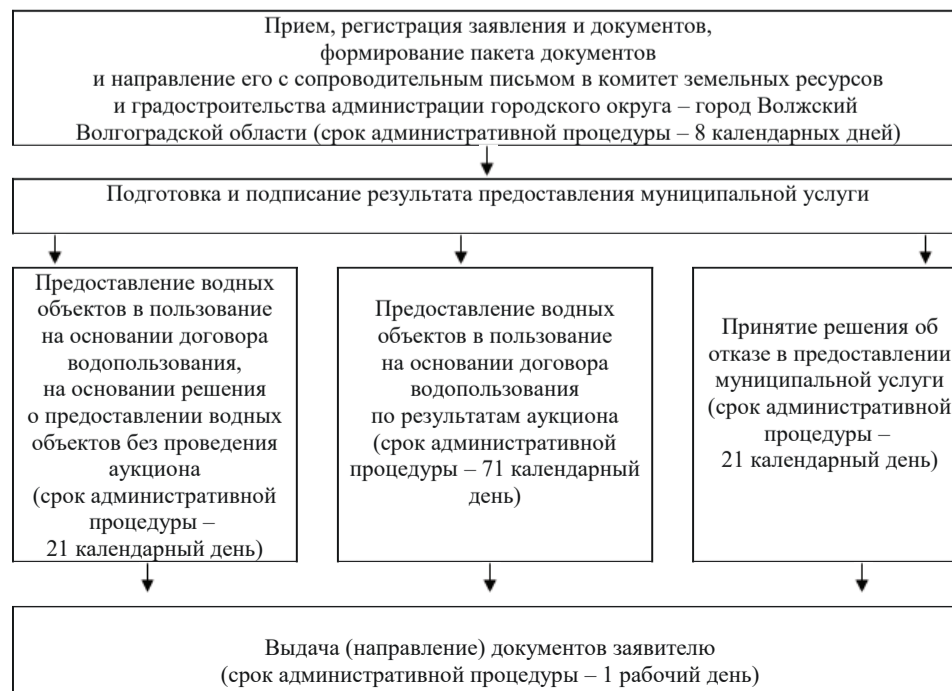 Прием, регистрация заявления и документов,
формирование пакета документов
и направление его с сопроводительным письмом в комитет земельных ресурсов
и градостроительства администрации городского округа – город Волжский
Волгоградской области (срок административной процедуры – 8 календарных дней)
Подготовка и подписание результата предоставления муниципальной услуги
Предоставление водных
объектов в пользование
на основании договора
водопользования,
на основании решения
о предоставлении водных
объектов без проведения
аукциона
(срок административной
процедуры –
21 календарный день)
Предоставление водных
объектов в пользование
на основании договора
водопользования
по результатам аукциона
(срок административной
процедуры – 71 календарный
день)
Принятие решения об
отказе в предоставлении
муниципальной услуги
(срок административной
процедуры –
21 календарный день)
Выдача (направление) документов заявителю
(срок административной процедуры – 1 рабочий день)